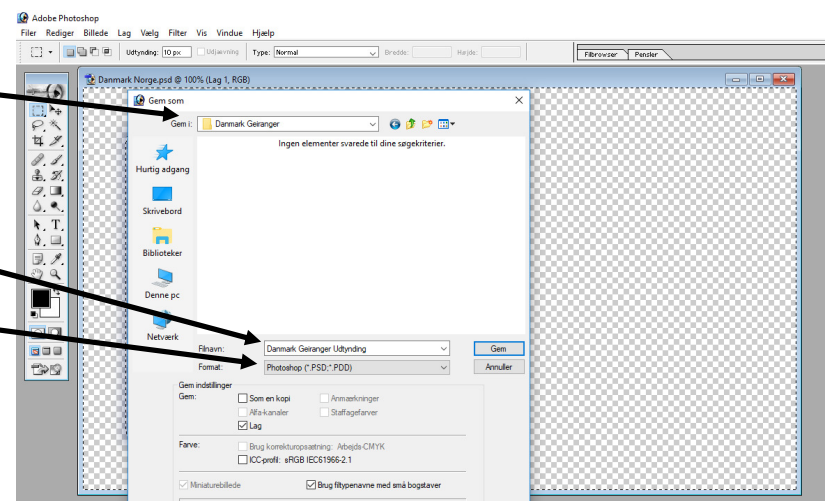 Adobe Photoshop
Filer Rediger Billede Lag Vælg Filter Vis Vindue Hjælp
Udtynding: 10 px Udjævning Type: Normal Bredde: Højde: Filbrowser Pensler
Danmark Norge.psd @ 100% (Lag 1, RGB)
Gem som
Gem i: Danmark Geiranger
Ingen elementer svarede til dine søgekriterier.
Hurtig adgang
Skrivebord
Biblioteker
Denne pc
Netværk
Filnavn: Danmark Geiranger Udtynding Gem
Format: Photoshop (*.PSD;*.PDD) Annuller
Gem indstillinger
Gem: Som en kopi Anmærkninger
Alfa-kanaler Staffagefarver
Lag
Farve: Brug korrekturopsætning: Arbejds-CMYK
ICC-profil: sRGB IEC61966-2.1
Miniaturebillede Brug filtypenavne med små bogstaver